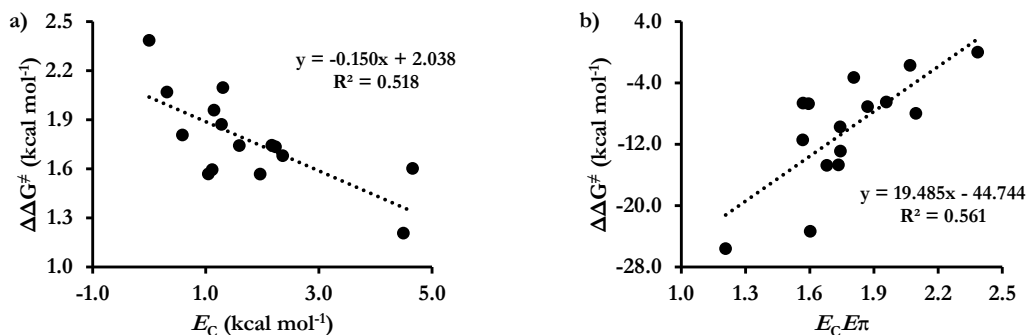 a)
2.5
2.2
1.9
1.6
1.3
1.0
-1.0
1.0
3.0
5.0
ΔΔG≠ (kcal mol-1)
E_C (kcal mol-1)
y = -0.150x + 2.038
R² = 0.518
b)
4.0
-4.0
-12.0
-20.0
-28.0
1.0
1.3
1.6
1.9
2.2
2.5
ΔΔG≠ (kcal mol-1)
E_C Eπ
y = 19.485x - 44.744
R² = 0.561